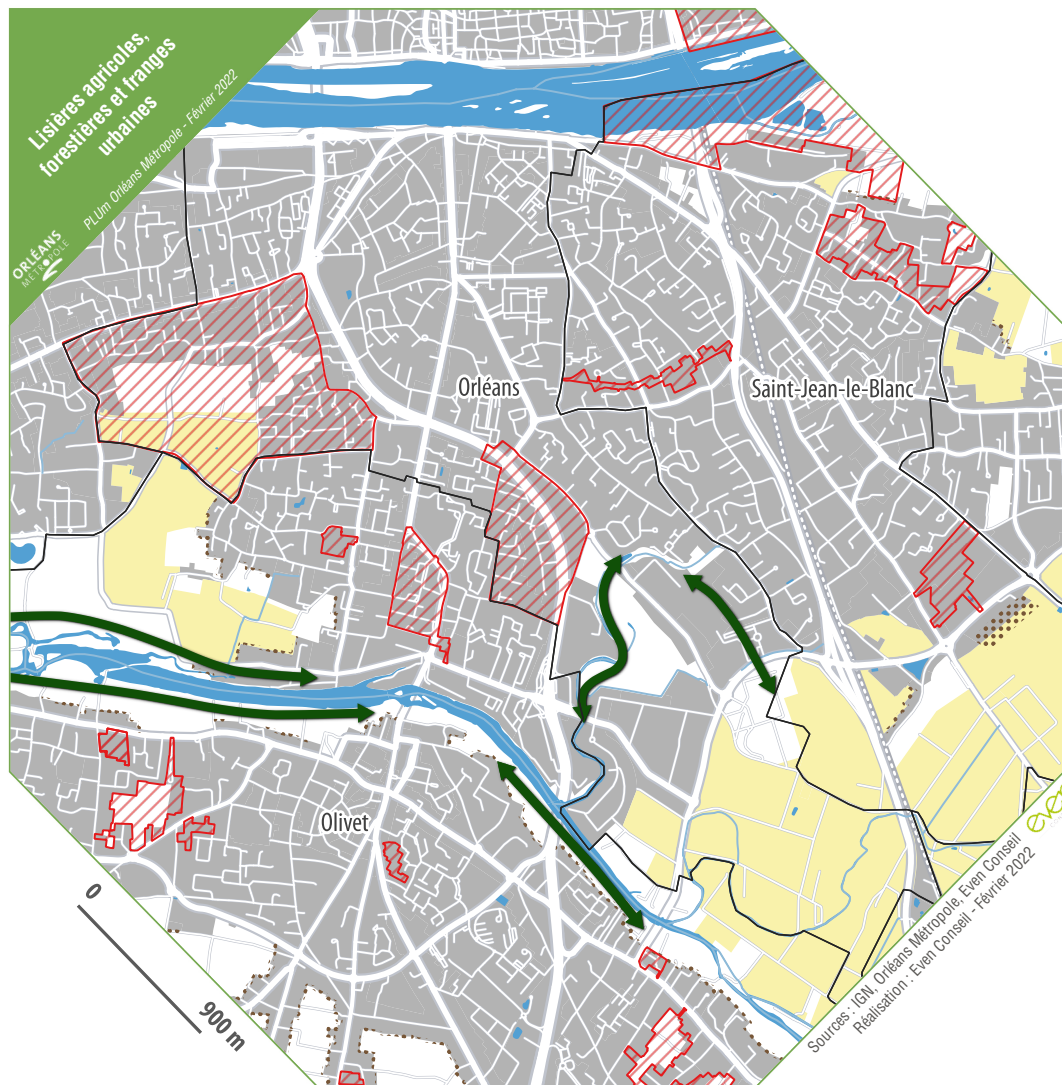 Lisières agricoles,
forestières et franges
urbaines
PLUm Orléans Métropole - Février 2022
ORLÉANS
MÉTROPOLE
Orléans
Saint-Jean-le-Blanc
Olivet
0
900 m
Sources : IGN, Orléans Métropole, Even Conseil
Réalisation : Even Conseil - Février 2022